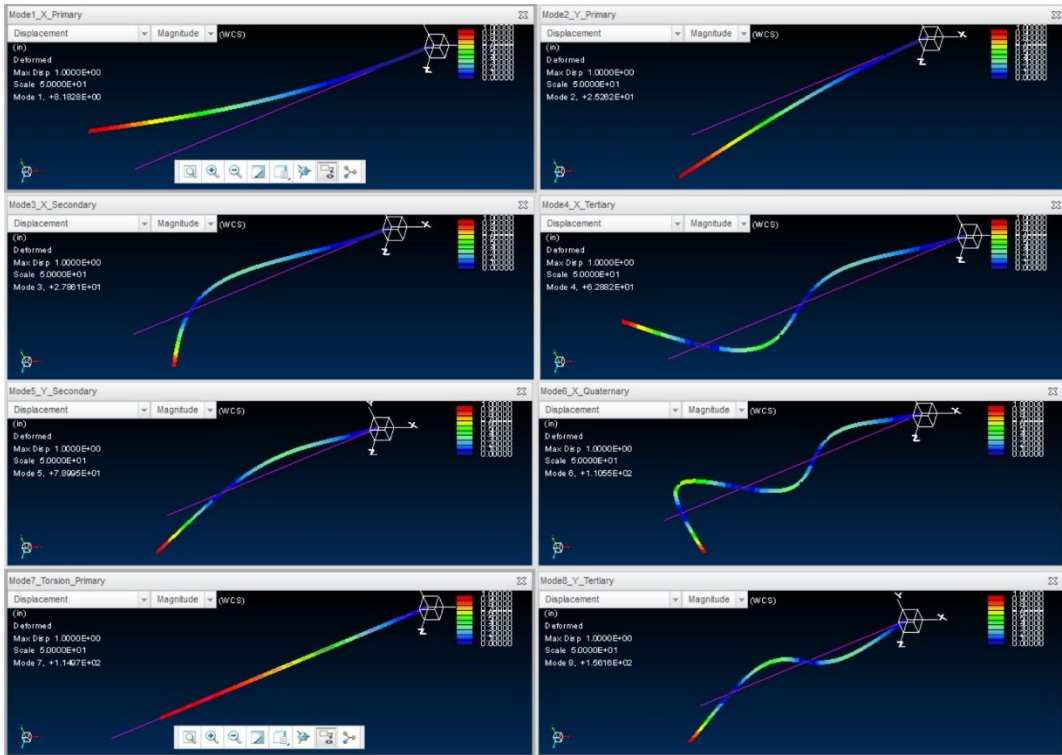 Mode1_X_Primary
Displacement Magnitude (WCS)
(in)
Deformed
Max Disp 1.0000E+00
Scale 5.0000E+01
Mode 1, +8.1828E+00
Z
Mode2_Y_Primary
Displacement Magnitude (WCS)
(in)
Deformed
Max Disp 1.0000E+00
Scale 5.0000E+01
Mode 2, +2.5262E+01
X
Z
Mode3_X_Secondary
Displacement Magnitude (WCS)
(in)
Deformed
Max Disp 1.0000E+00
Scale 5.0000E+01
Mode 3, +2.7861E+01
X
Z
Mode4_X_Tertiary
Displacement Magnitude (WCS)
(in)
Deformed
Max Disp 1.0000E+00
Scale 5.0000E+01
Mode 4, +6.2882E+01
Z
Mode5_Y_Secondary
Displacement Magnitude (WCS)
(in)
Deformed
Max Disp 1.0000E+00
Scale 5.0000E+01
Mode 5, +7.8995E+01
X
Z
Mode6_X_Quaternary
Displacement Magnitude (WCS)
(in)
Deformed
Max Disp 1.0000E+00
Scale 5.0000E+01
Mode 6, +1.1055E+02
X
Z
Mode7_Torsion_Primary
Displacement Magnitude (WCS)
(in)
Deformed
Max Disp 1.0000E+00
Scale 5.0000E+01
Mode 7, +1.1497E+02
X
Z
Mode8_Y_Tertiary
Displacement Magnitude (WCS)
(in)
Deformed
Max Disp 1.0000E+00
Scale 5.0000E+01
Mode 8, +1.5616E+02
Y
X
Z